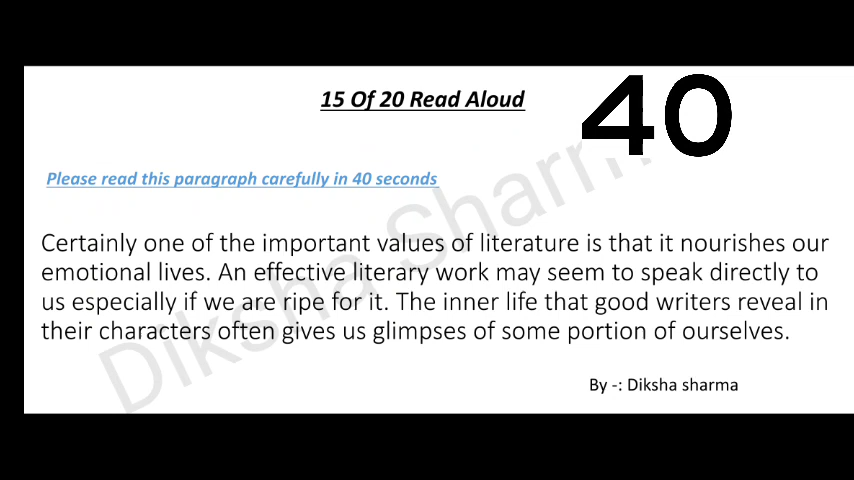 15 Of 20 Read Aloud
40
Please read this paragraph carefully in 40 seconds
Certainly one of the important values of literature is that it nourishes our
emotional lives. An effective literary work may seem to speak directly to
us especially if we are ripe for it. The inner life that good writers reveal in
their characters often gives us glimpses of some portion of ourselves.
By -: Diksha sharma
Diksha Sharma